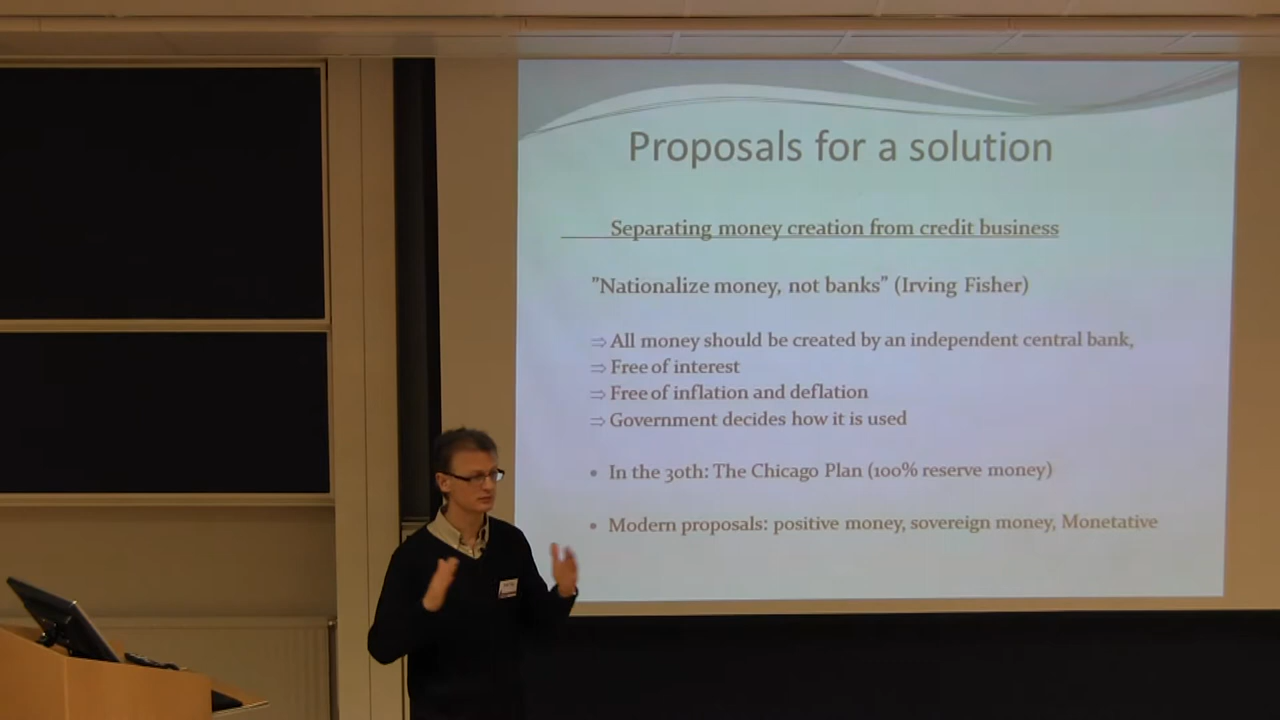 Proposals for a solution
Separating money creation from credit business
”Nationalize money, not banks” (Irving Fisher)
⇒ All money should be created by an independent central bank,
⇒ Free of interest
⇒ Free of inflation and deflation
⇒ Government decides how it is used
• In the 30th: The Chicago Plan (100% reserve money)
• Modern proposals: positive money, sovereign money, Monetative